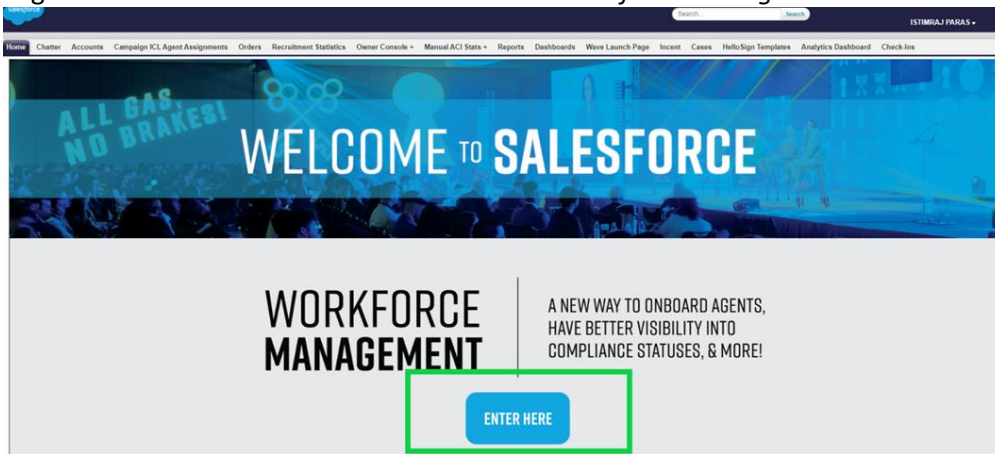 salesforce
Search...
Search
ISTIMRAJ PARAS
Home Chatter Accounts Campaign ICL Agent Assignments Orders Recruitment Statistics Owner Console Manual ACI Stats + Reports Dashboards Wave Launch Page Incent Cases HelloSign Templates Analytics Dashboard Check-Ins
ALL GAS,
NO BRAKES!
WELCOME TO SALESFORCE
WORKFORCE
MANAGEMENT
A NEW WAY TO ONBOARD AGENTS,
HAVE BETTER VISIBILITY INTO
COMPLIANCE STATUSES, & MORE!
ENTER HERE